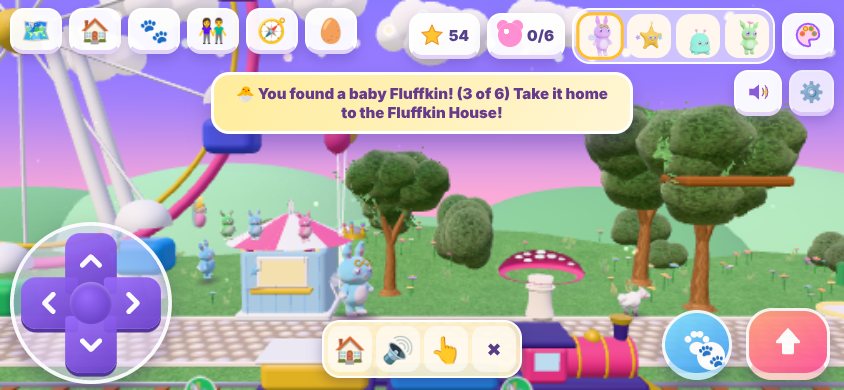 54
0/6
🐣 You found a baby Fluffkin! (3 of 6) Take it home
to the Fluffkin House!